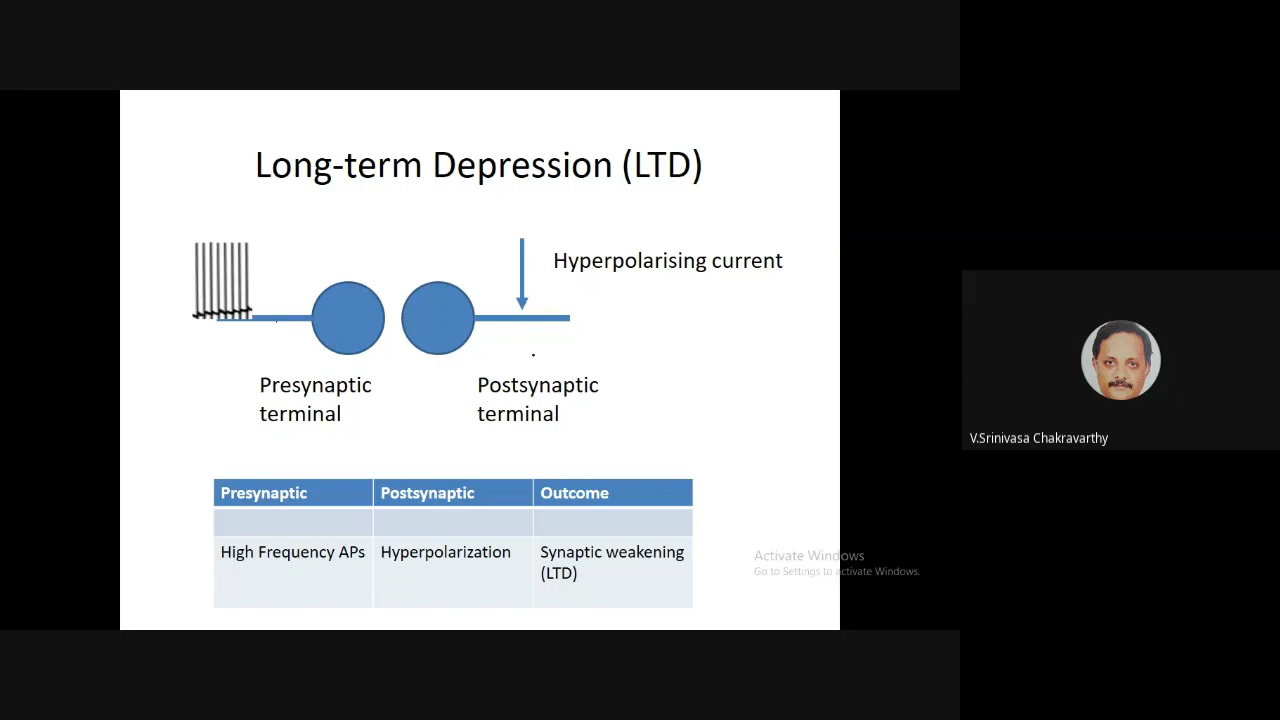 Long-term Depression (LTD)
Hyperpolarising current
Presynaptic
terminal
Postsynaptic
terminal
Presynaptic Postsynaptic Outcome
High Frequency APs Hyperpolarization Synaptic weakening
(LTD)
Activate Windows
Go to Settings to activate Windows.
V.Srinivasa Chakravarthy